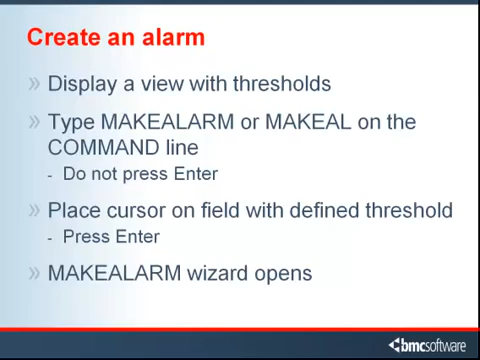 Create an alarm
» Display a view with thresholds
» Type MAKEALARM or MAKEAL on the
COMMAND line
- Do not press Enter
» Place cursor on field with defined threshold
- Press Enter
» MAKEALARM wizard opens
bmcsoftware